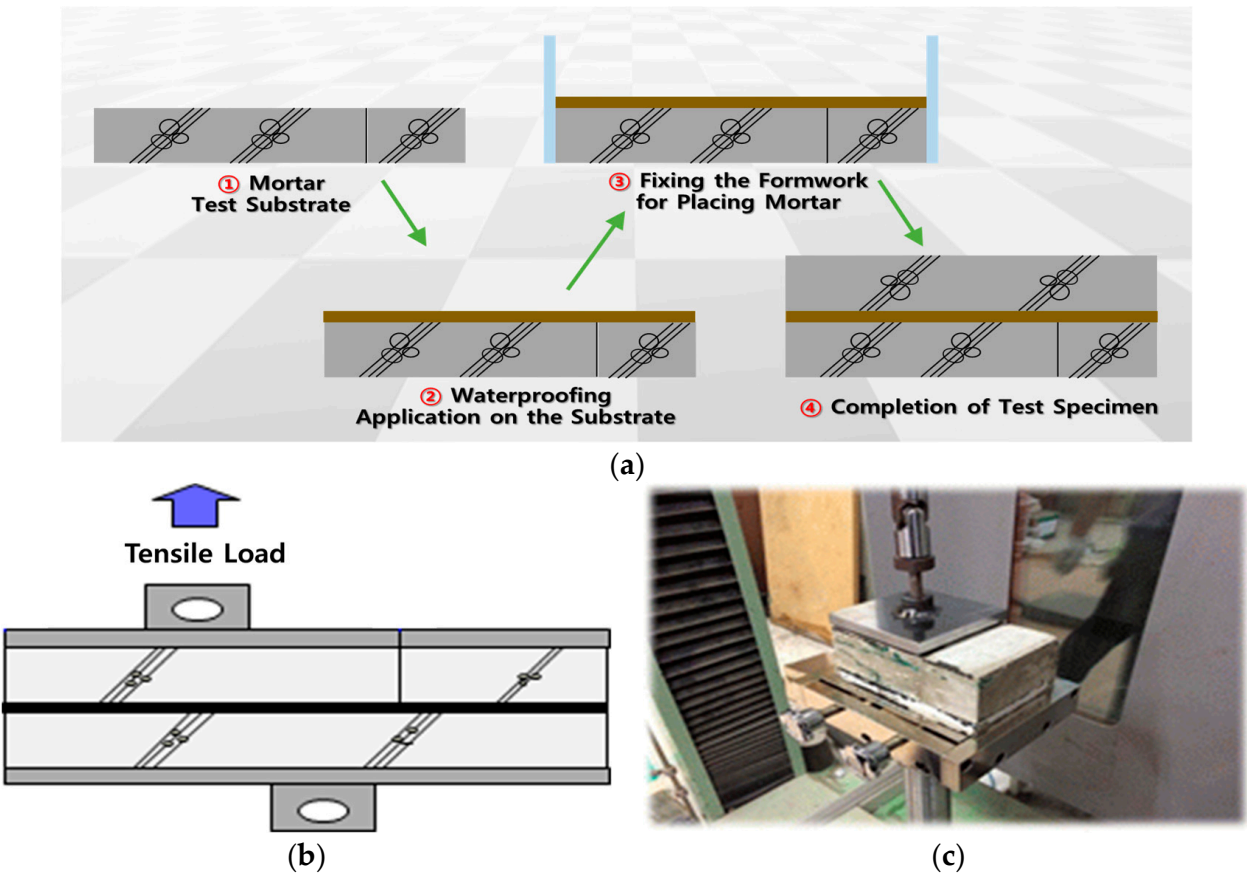 ① Mortar
Test Substrate
③ Fixing the Formwork
for Placing Mortar
② Waterproofing
Application on the Substrate
④ Completion of Test Specimen
(a)
Tensile Load
(b)
(c)